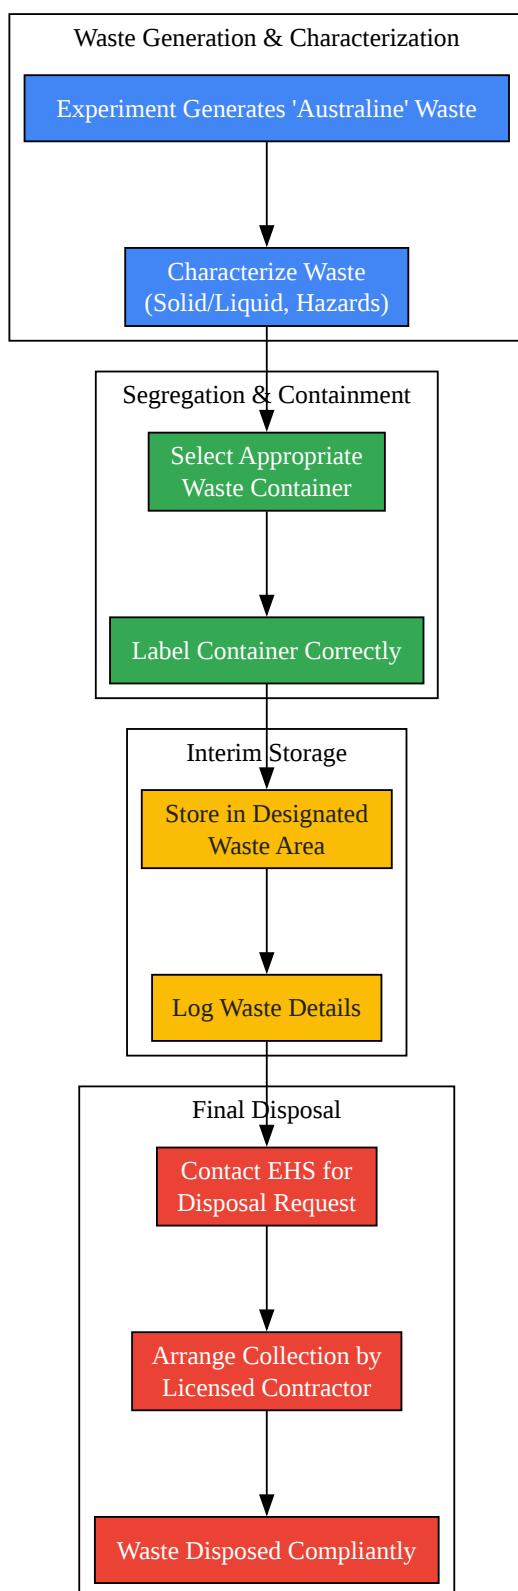 Waste Generation & Characterization
Experiment Generates 'Australine' Waste
Characterize Waste
(Solid/Liquid, Hazards)
Segregation & Containment
Select Appropriate
Waste Container
Label Container Correctly
Interim Storage
Store in Designated
Waste Area
Log Waste Details
Final Disposal
Contact EHS for
Disposal Request
Arrange Collection by
Licensed Contractor
Waste Disposed Compliantly